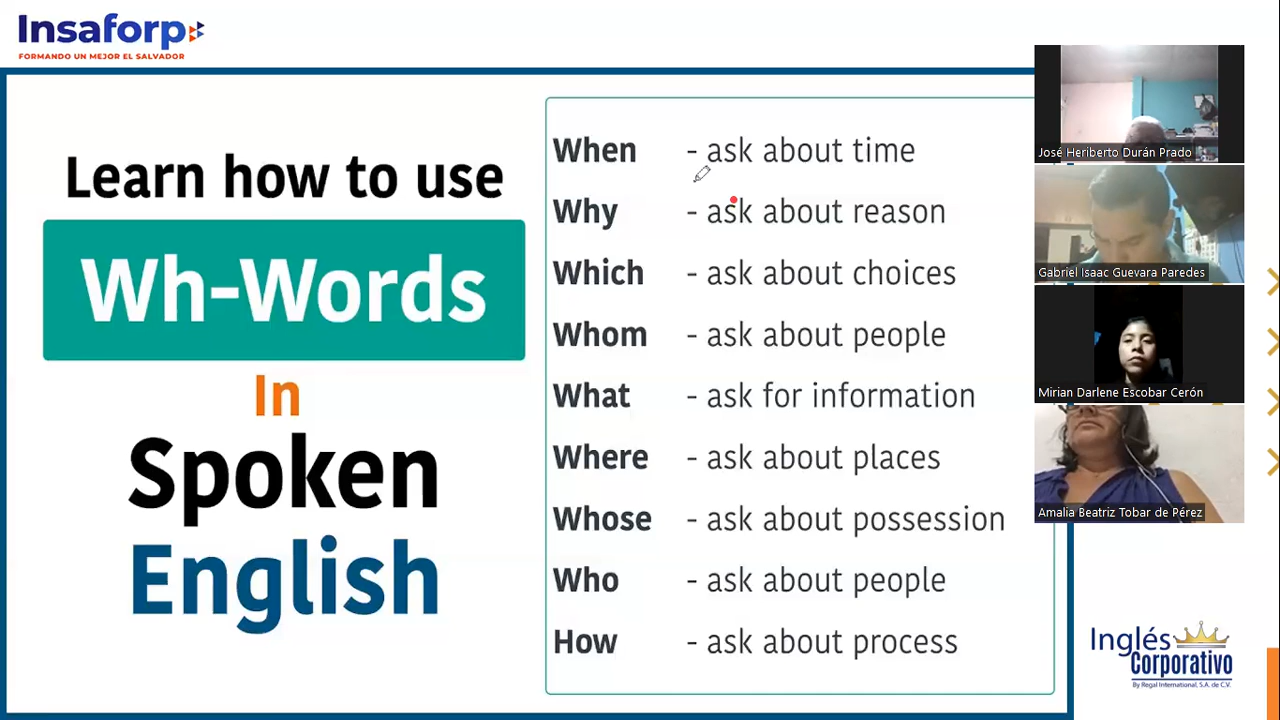 Insaforp
FORMANDO UN MEJOR EL SALVADOR
Learn how to use
Wh-Words
In
Spoken
English
When - ask about time
Why - ask about reason
Which - ask about choices
Whom - ask about people
What - ask for information
Where - ask about places
Whose - ask about possession
Who - ask about people
How - ask about process
José Heriberto Durán Prado
Gabriel Isaac Guevara Paredes
Mirian Darlene Escobar Cerón
Amalia Beatriz Tobar de Pérez
Inglés
Corporativo
By Regal International, S.A. de C.V.